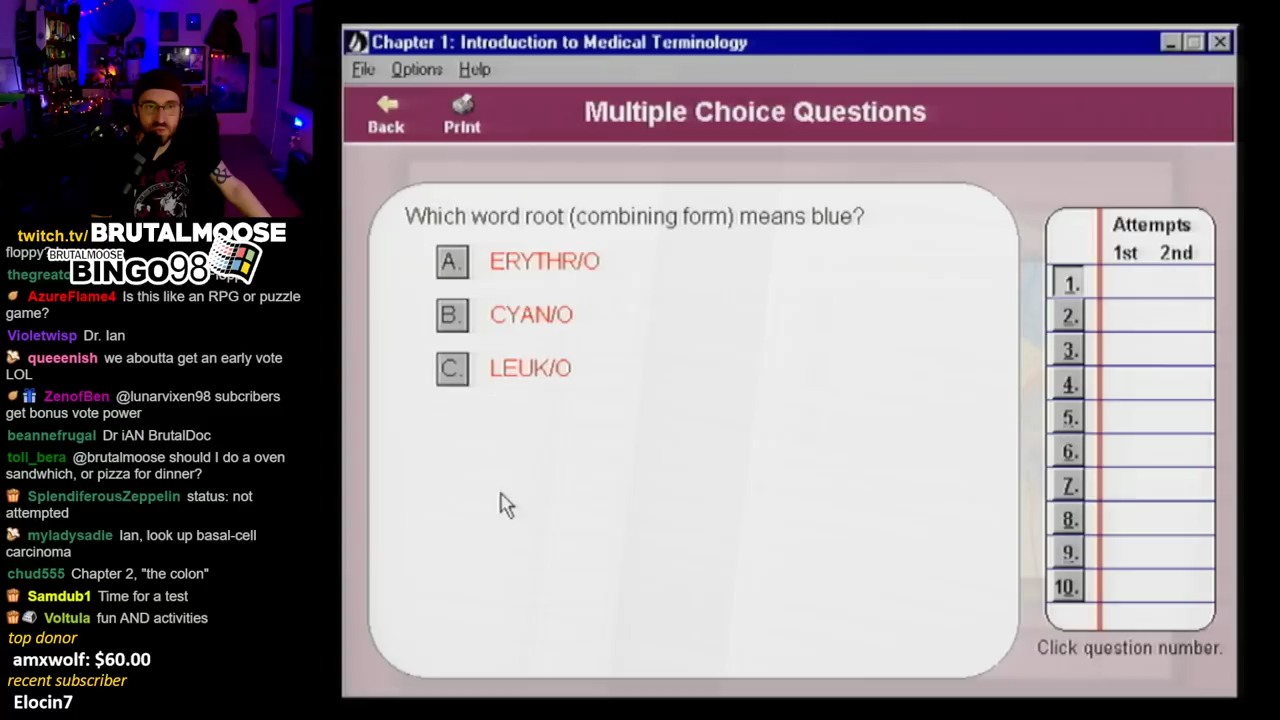 Chapter 1: Introduction to Medical Terminology
File Options Help
Back
Print
Multiple Choice Questions
Which word root (combining form) means blue?
A. ERYTHR/O
B. CYAN/O
C. LEUK/O
Attempts
1st 2nd
1.
2.
3.
4.
5.
6.
7.
8.
9.
10.
Click question number.
twitch.tv/BRUTALMOOSE
BRUTALMOOSE
BINGO98
floppy?
thegreat
AzureFlame4 Is this like an RPG or puzzle
game?
Violetwisp Dr. Ian
queeenish we aboutta get an early vote
LOL
ZenofBen @lunarvixen98 subcribers
get bonus vote power
beannefrugal Dr iAN BrutalDoc
toll_bera @brutalmoose should I do a oven
sandwhich, or pizza for dinner?
SplendiferousZeppelin status: not
attempted
myladysadie Ian, look up basal-cell
carcinoma
chud555 Chapter 2, "the colon"
Samdub1 Time for a test
Voltula fun AND activities
top donor
amxwolf: $60.00
recent subscriber
Elocin7